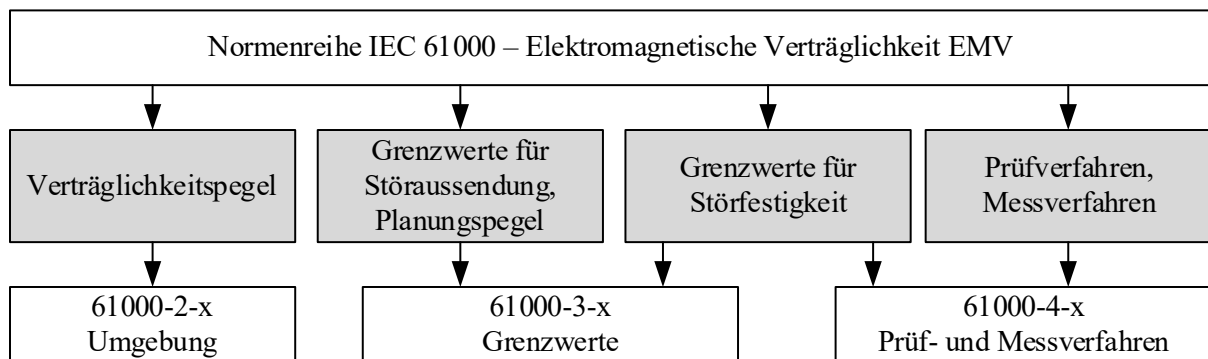 Normenreihe IEC 61000 – Elektromagnetische Verträglichkeit EMV
Verträglichkeitspegel
Grenzwerte für
Störaussendung,
Planungspegel
Grenzwerte für
Störfestigkeit
Prüfverfahren,
Messverfahren
61000-2-x
Umgebung
61000-3-x
Grenzwerte
61000-4-x
Prüf- und Messverfahren